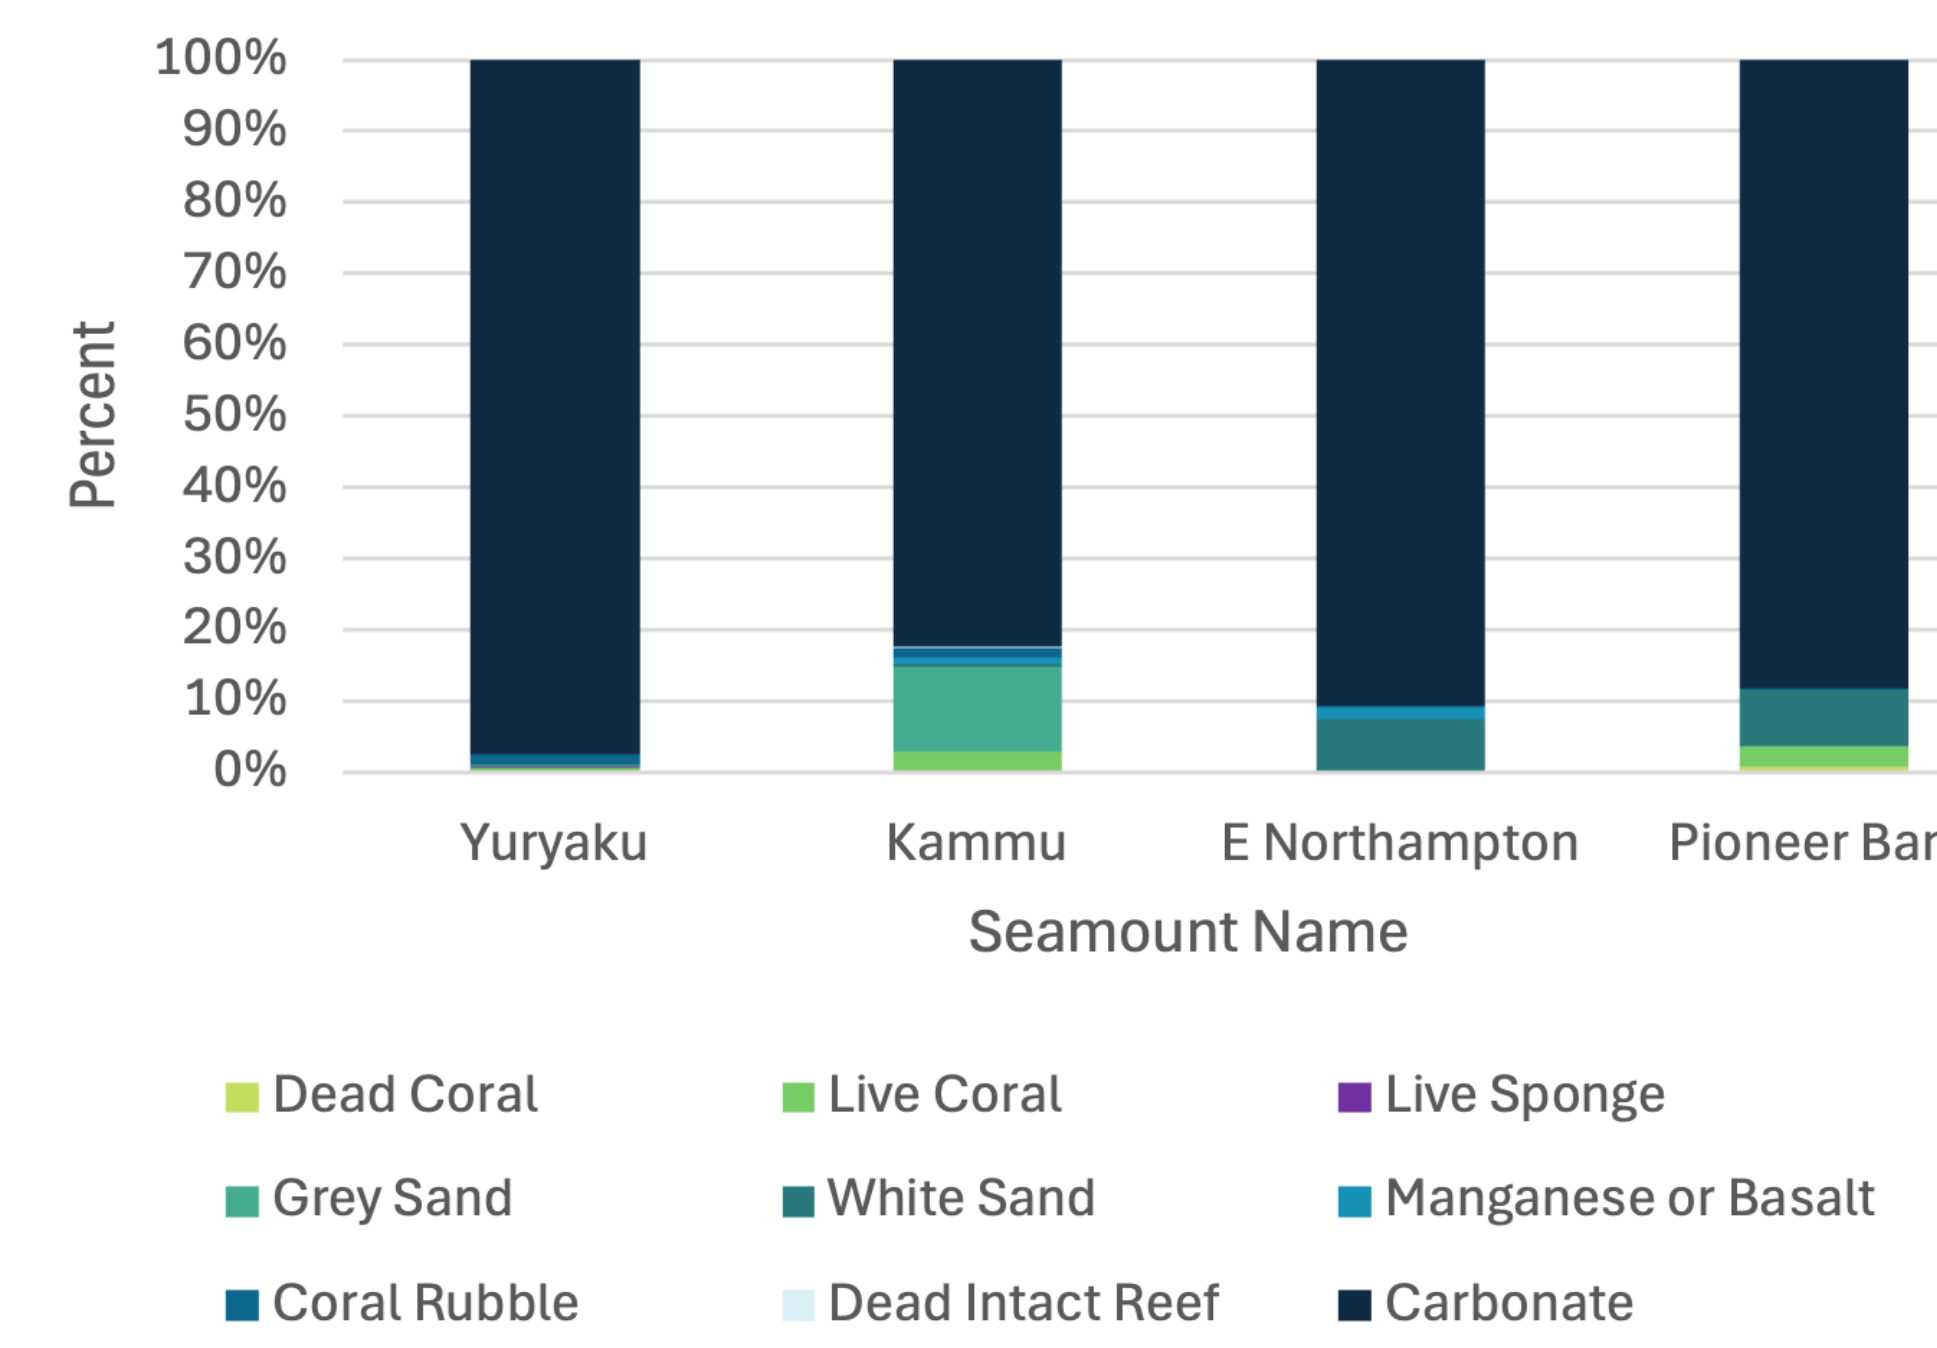 100%
90%
80%
70%
60%
50%
40%
30%
20%
10%
0%
Percent
Yuryaku Kammu E Northampton Pioneer
Seamount Name
Dead Coral Live Coral Live Sponge
Grey Sand White Sand Manganese or Basalt
Coral Rubble Dead Intact Reef Carbonate